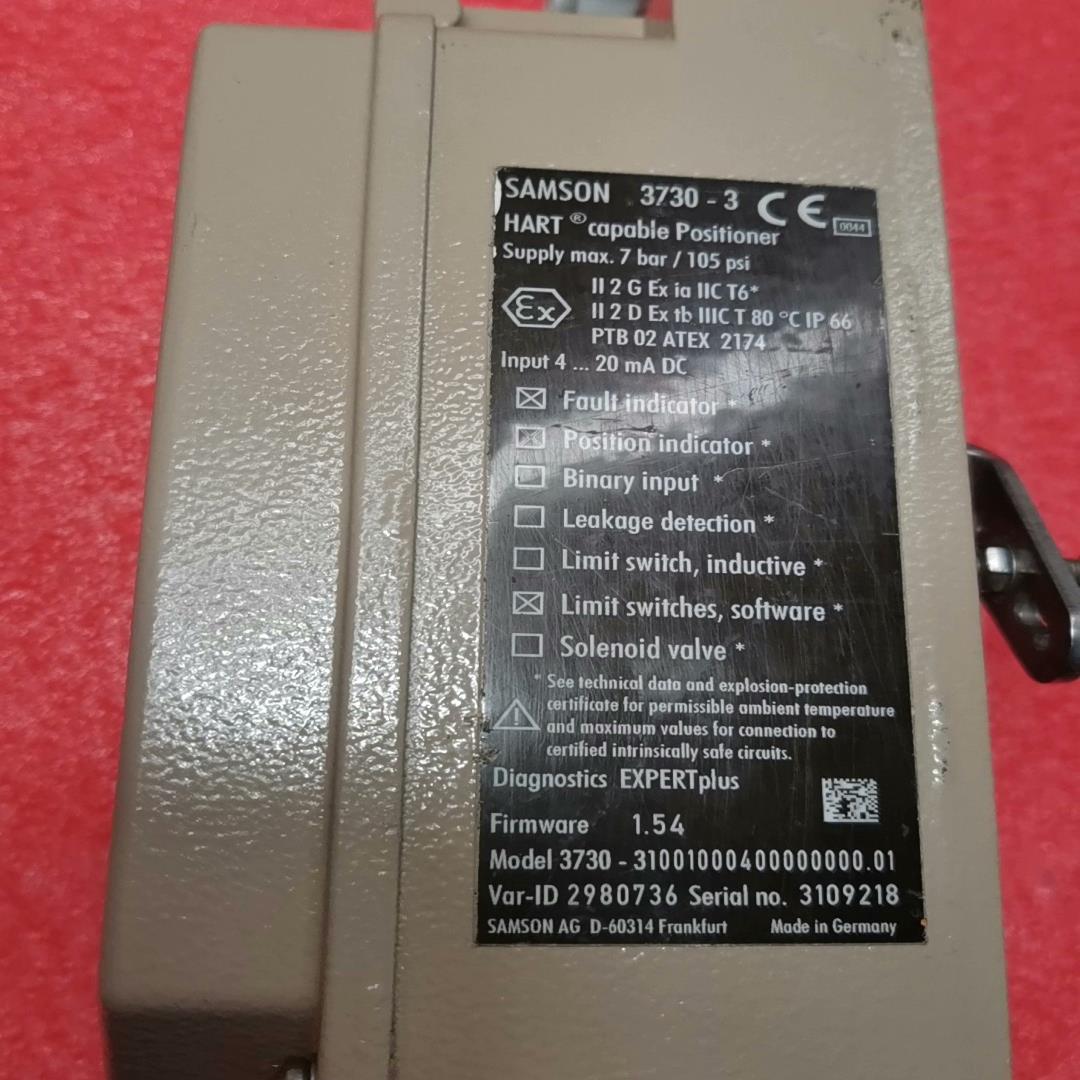 SAMSON 3730 - 3 CE 0044
HART ® capable Positioner
Supply max. 7 bar / 105 psi
Ex II 2 G Ex ia IIC T6*
II 2 D Ex tb IIIC T 80 °C IP 66
PTB 02 ATEX 2174
Input 4 ... 20 mA DC
☒ Fault indicator *
☒ Position indicator *
☐ Binary input *
☐ Leakage detection *
☐ Limit switch, inductive *
☒ Limit switches, software *
☐ Solenoid valve *
* See technical data and explosion-protection
certificate for permissible ambient temperature
and maximum values for connection to
certified intrinsically safe circuits.
Diagnostics EXPERTplus
Firmware 1.54
Model 3730 - 31001000400000000.01
Var-ID 2980736 Serial no. 3109218
SAMSON AG D-60314 Frankfurt Made in Germany